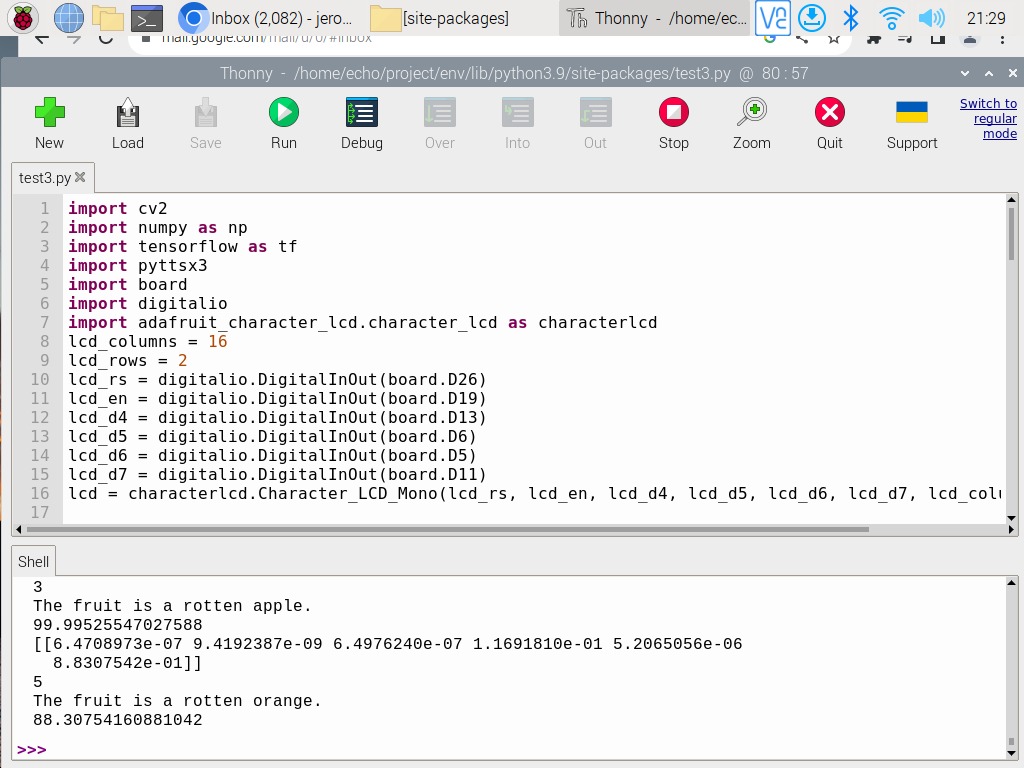 Inbox (2,082) - jero...
[site-packages]
Thonny - /home/ec...
21:29
mail.google.com/mail/u/0/#inbox
Thonny - /home/echo/project/env/lib/python3.9/site-packages/test3.py @ 80 : 57
New
Load
Save
Run
Debug
Over
Into
Out
Stop
Zoom
Quit
Support
Switch to
regular
mode
test3.py
1 import cv2
2 import numpy as np
3 import tensorflow as tf
4 import pyttsx3
5 import board
6 import digitalio
7 import adafruit_character_lcd.character_lcd as characterlcd
8 lcd_columns = 16
9 lcd_rows = 2
10 lcd_rs = digitalio.DigitalInOut(board.D26)
11 lcd_en = digitalio.DigitalInOut(board.D19)
12 lcd_d4 = digitalio.DigitalInOut(board.D13)
13 lcd_d5 = digitalio.DigitalInOut(board.D6)
14 lcd_d6 = digitalio.DigitalInOut(board.D5)
15 lcd_d7 = digitalio.DigitalInOut(board.D11)
16 lcd = characterlcd.Character_LCD_Mono(lcd_rs, lcd_en, lcd_d4, lcd_d5, lcd_d6, lcd_d7, lcd_colu
17
Shell
3
The fruit is a rotten apple.
99.99525547027588
[[6.4708973e-07 9.4192387e-09 6.4976240e-07 1.1691810e-01 5.2065056e-06
8.8307542e-01]]
5
The fruit is a rotten orange.
88.30754160881042
>>>